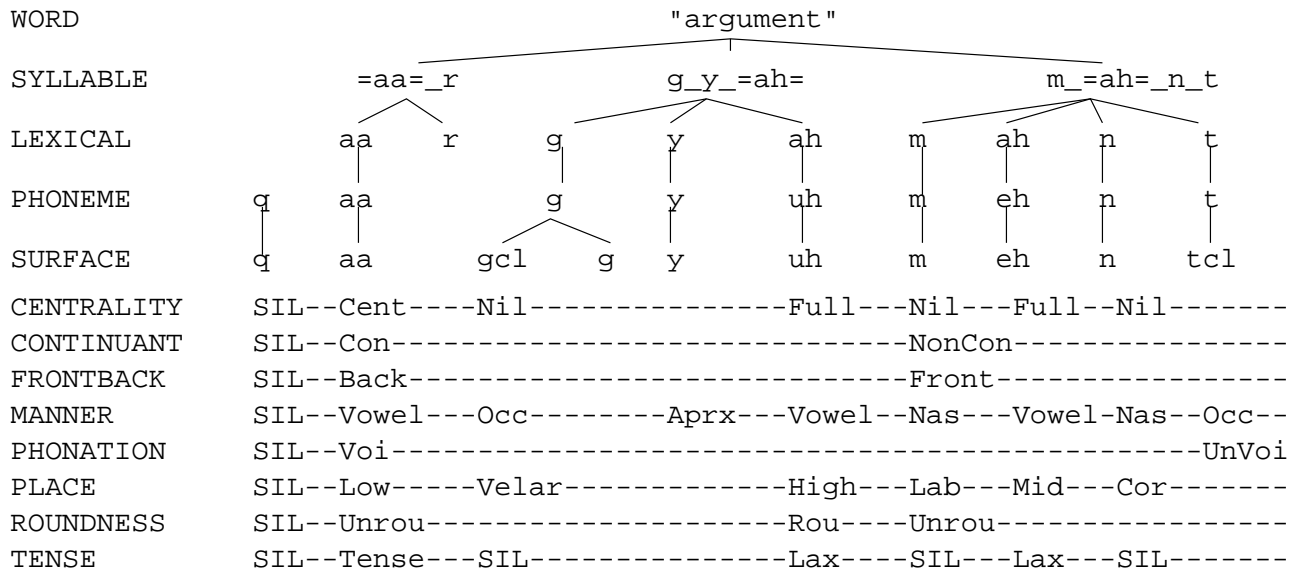 WORD "argument"
SYLLABLE =aa=_r g_y_=ah= m_=ah=_n_t
LEXICAL aa r g y ah m ah n t
PHONEME q aa g y uh m eh n t
SURFACE q aa gcl g y uh m eh n tcl
CENTRALITY SIL--Cent----Nil---------------Full---Nil---Full--Nil-------
CONTINUANT SIL--Con-------------------------------NonCon----------------
FRONTBACK SIL--Back------------------------------Front-----------------
MANNER SIL--Vowel---Occ--------Aprx---Vowel--Nas---Vowel-Nas--Occ--
PHONATION SIL--Voi---------------------------------------------UnVoi
PLACE SIL--Low-----Velar-------------High---Lab---Mid---Cor-------
ROUNDNESS SIL--Unrou----------------------Rou----Unrou-----------------
TENSE SIL--Tense---SIL---------------Lax----SIL---Lax---SIL-------